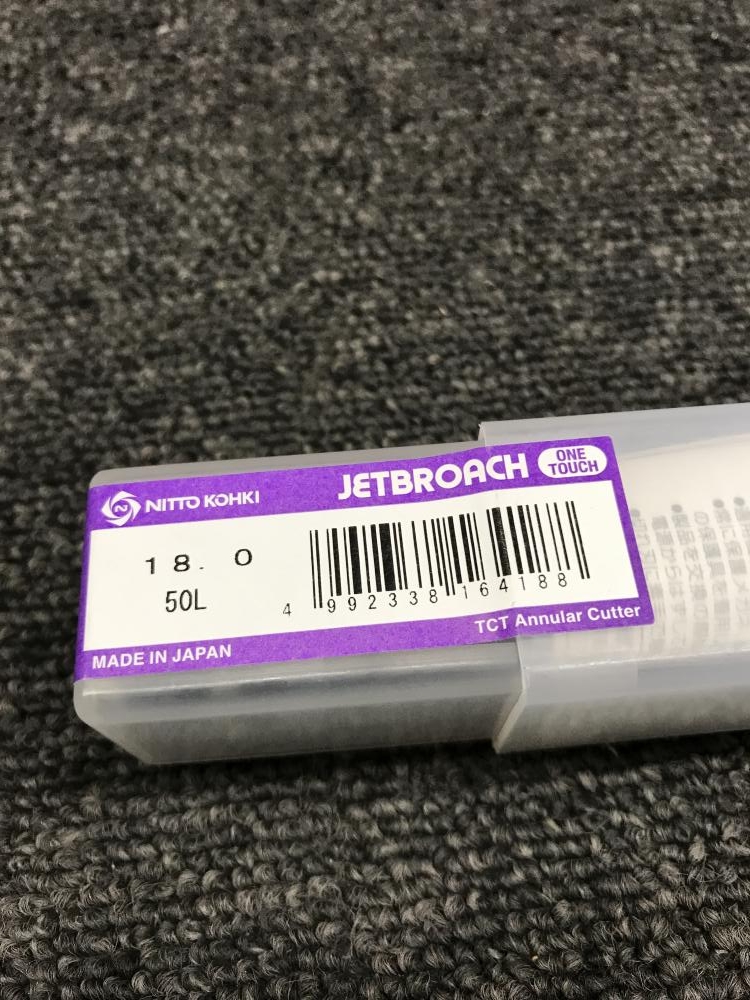 NITTO KOHKI
JETBROACH
ONE
TOUCH
18. 0
50L
4 992338 164188
MADE IN JAPAN
TCT Annular Cutter